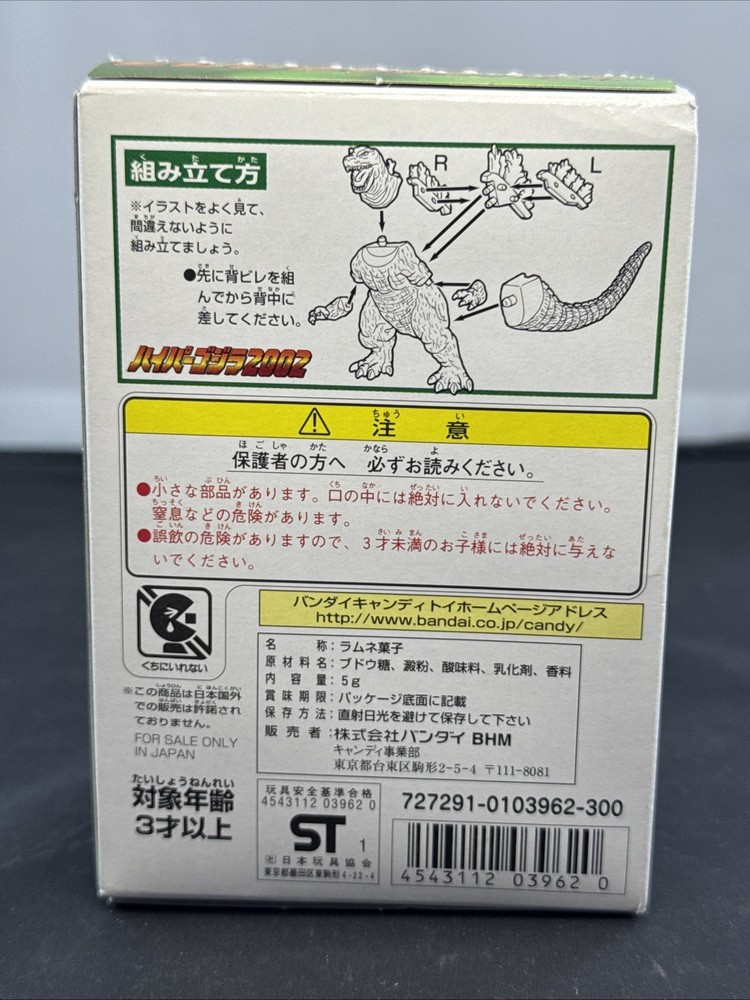 組み立て方
※イラストをよく見て、
間違えないように
組み立てましょう。
●先に背ビレを組
んでから背中に
差してください。
R
L
ハイパーゴジラ2002
注意
保護者の方へ 必ずお読みください。
●小さな部品があります。口の中には絶対に入れないでください。
窒息などの危険があります。
●誤飲の危険がありますので、3才未満のお子様には絶対に与えな
いでください。
くちにいれない
バンダイキャンディトイホームページアドレス
http://www.bandai.co.jp/candy/
※この商品は日本国外
での販売は許諾され
ておりません。
FOR SALE ONLY
IN JAPAN
名称:ラムネ菓子
原材料名:ブドウ糖、澱粉、酸味料、乳化剤、香料
内容量:5g
賞味期限:パッケージ底面に記載
保存方法:直射日光を避けて保存して下さい
販売者:株式会社バンダイ BHM
キャンディ事業部
東京都台東区駒形2-5-4 〒111-8081
対象年齢
3才以上
玩具安全基準合格
4543112 03962 0
ST 1
㈳日本玩具協会
東京都墨田区東駒形4-22-4
727291-0103962-300
4543112 03962 0